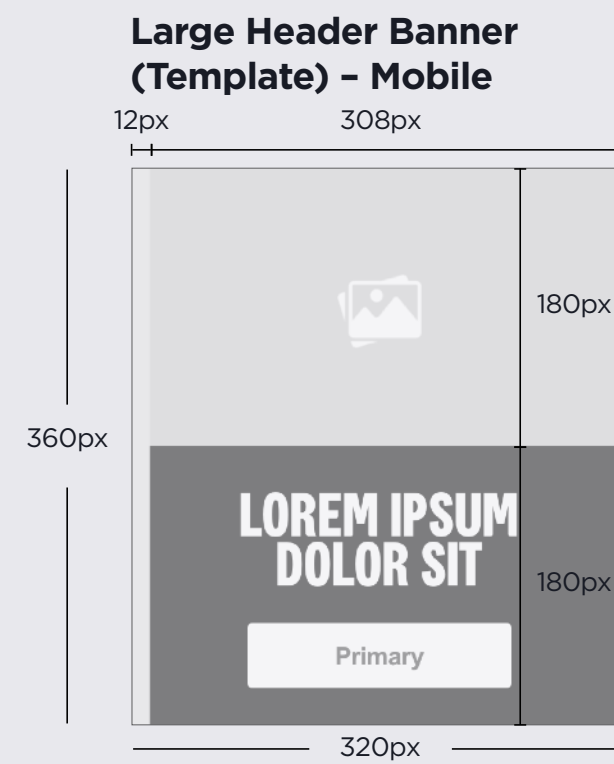 Large Header Banner
(Template) – Mobile
12px
308px
180px
360px
LOREM IPSUM
DOLOR SIT
180px
Primary
320px